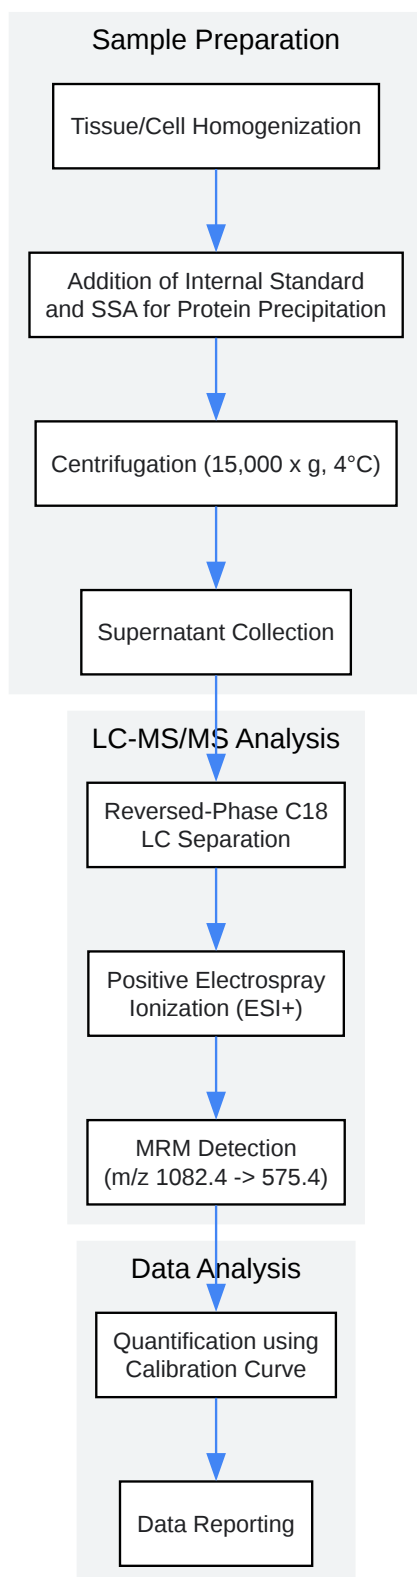 Sample Preparation
Tissue/Cell Homogenization
Addition of Internal Standard
and SSA for Protein Precipitation
Centrifugation (15,000 x g, 4°C)
Supernatant Collection
LC-MS/MS Analysis
Reversed-Phase C18
LC Separation
Positive Electrospray
Ionization (ESI+)
MRM Detection
(m/z 1082.4 -> 575.4)
Data Analysis
Quantification using
Calibration Curve
Data Reporting